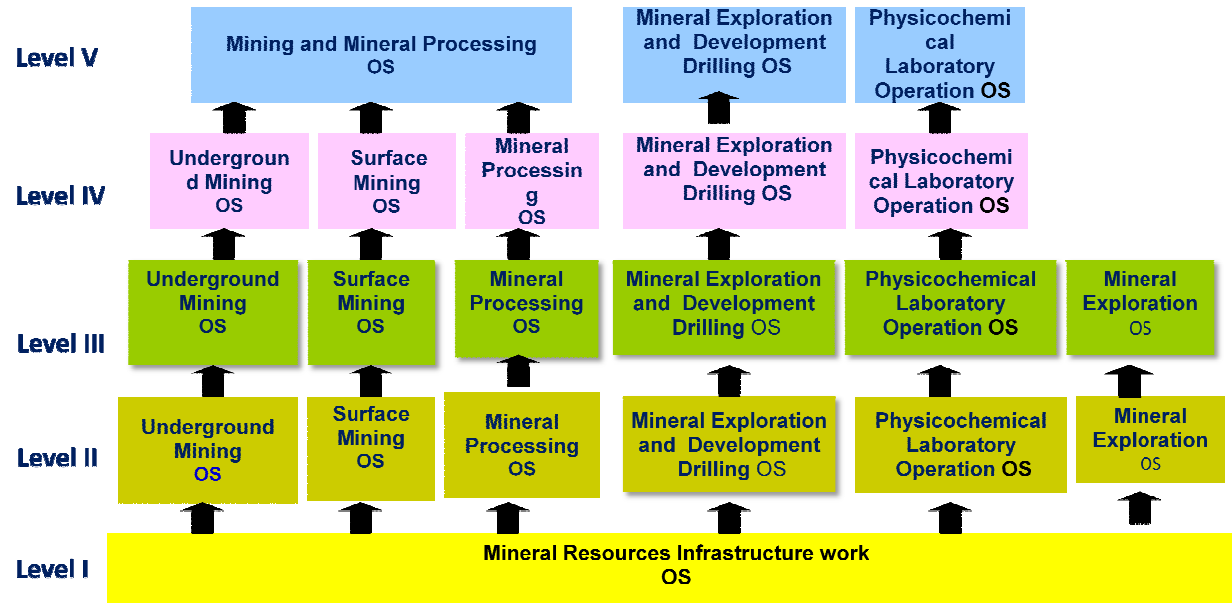 Level V
Mining and Mineral Processing
OS
Mineral Exploration
and Development
Drilling OS
Physicochemi
cal
Laboratory
Operation OS
Level IV
Undergroun
d Mining
OS
Surface
Mining
OS
Mineral
Processin
g
OS
Mineral Exploration
and Development
Drilling OS
Physicochemi
cal Laboratory
Operation OS
Level III
Underground
Mining
OS
Surface
Mining
OS
Mineral
Processing
OS
Mineral Exploration
and Development
Drilling OS
Physicochemical
Laboratory
Operation OS
Mineral
Exploration
OS
Level II
Underground
Mining
OS
Surface
Mining
OS
Mineral
Processing
OS
Mineral Exploration
and Development
Drilling OS
Physicochemical
Laboratory
Operation OS
Mineral
Exploration
OS
Level I
Mineral Resources Infrastructure work
OS